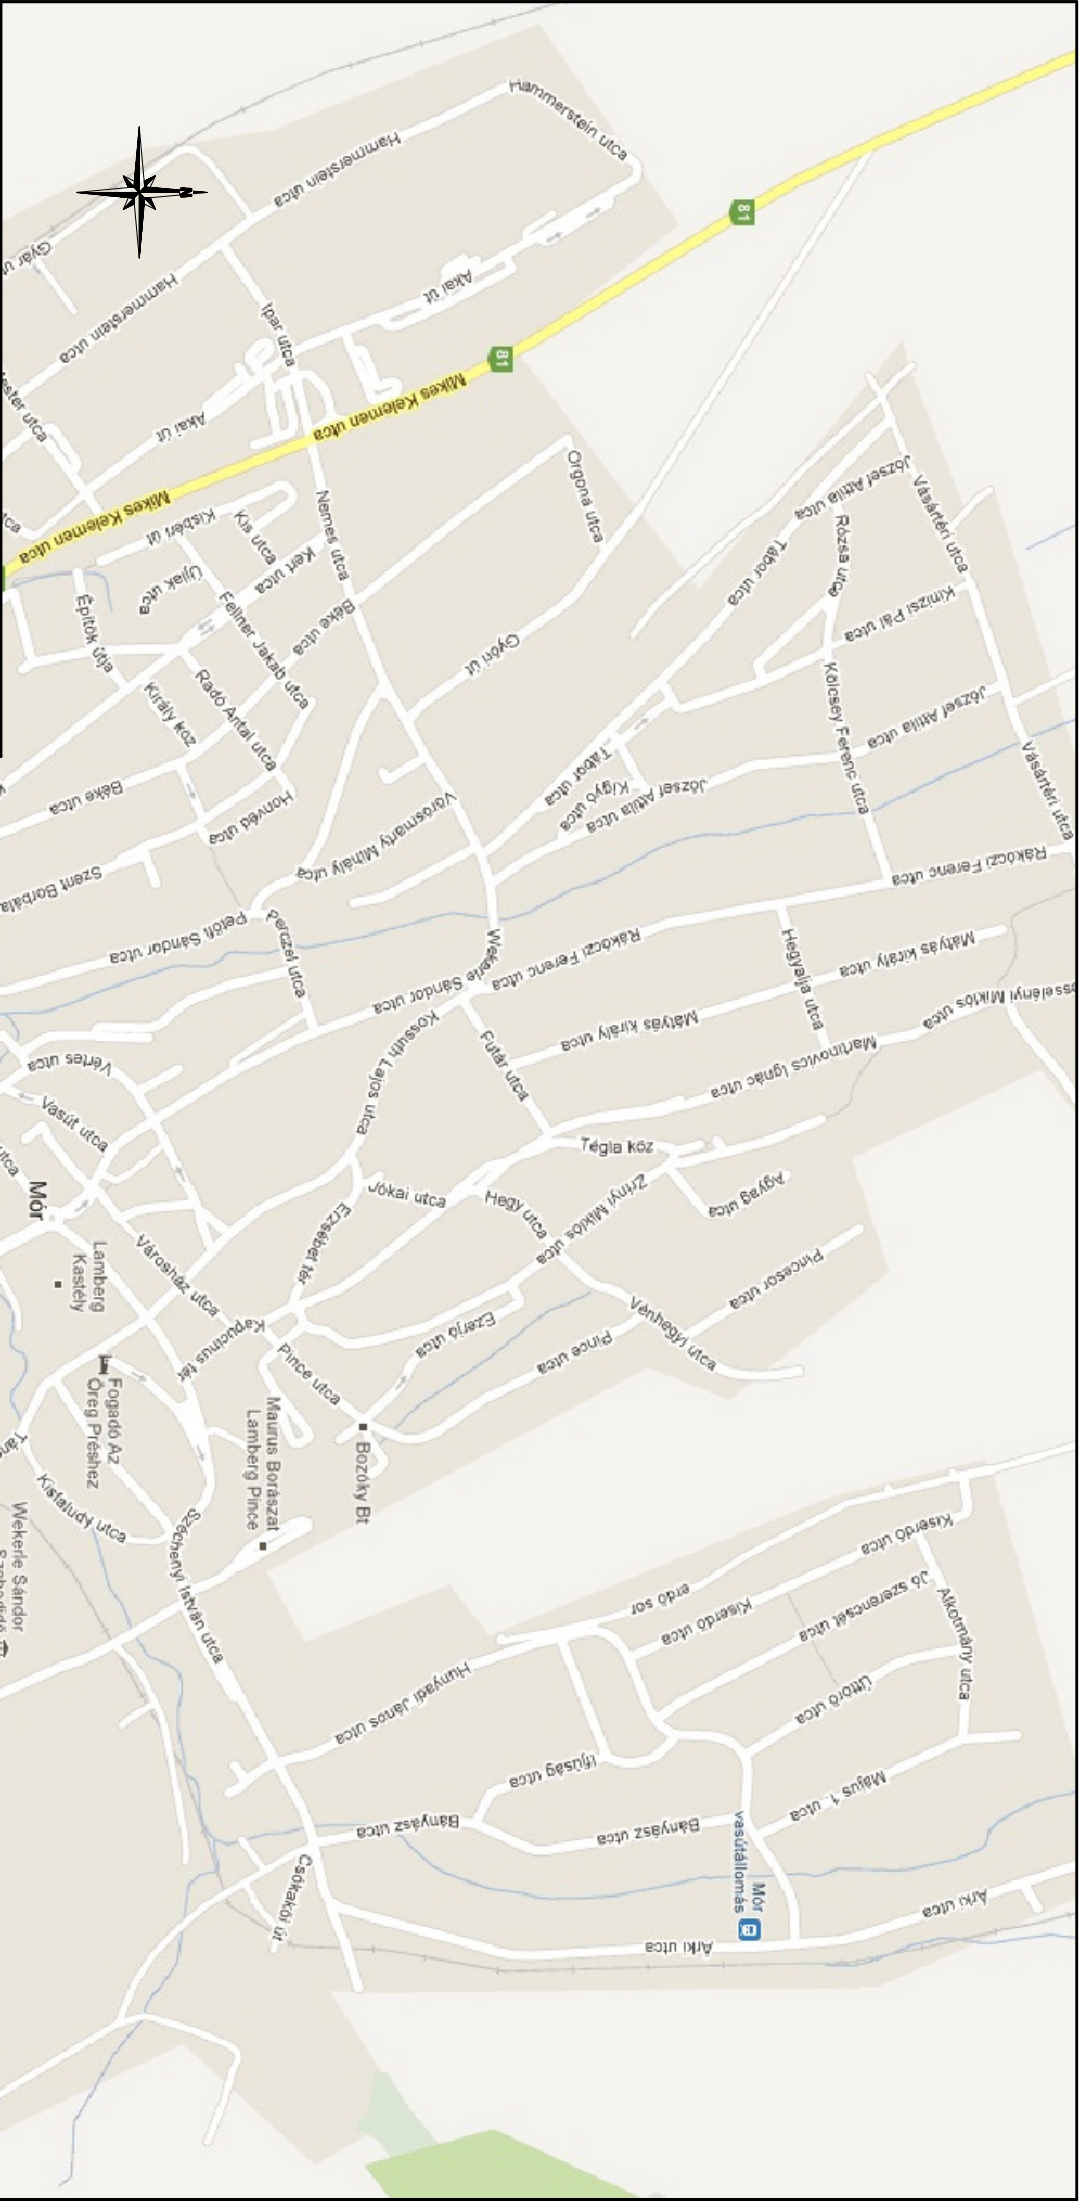 N
Hammerstein utca
Hammerstein utca
Hammerstein utca
Gyár ut
Ipar utca
Akai út
Akai út
81
81
Mikes Kelemen utca
Mikes Kelemen utca
Nemes utca
Orgona utca
Kisbéri út
Kis utca
Kert utca
Újlak utca
Építők útja
Fellner Jakab utca
Béke utca
Győri út
Király köz
Radó Antal utca
Honvéd utca
Béke utca
Szent Borbála
Vörösmarty Mihály utca
Petőfi Sándor utca
Perczel utca
József Attila utca
Tábor utca
Rózsa utca
Vásártéri utca
Kinizsi Pál utca
Kölcsey Ferenc utca
József Attila utca
Vásártéri utca
Tábor utca
Kígyó utca
József Attila utca
Rákóczi Ferenc utca
Rákóczi Ferenc utca
Wekerle Sándor utca
Hegyalja utca
Mátyás király utca
Mátyás király utca
esselényi Miklós utca
Martinovics Ignác utca
Kossuth Lajos utca
Futár utca
Vértes utca
Vasút utca
utca
Mór
Lamberg
Kastély
Városház utca
Tégla köz
Jókai utca
Hegy utca
Zrínyi Miklós utca
Agyag utca
Erzsébet tér
Kapucinus tér
Pince utca
Ezerjó utca
Pince utca
Pincesor utca
Vénhegyi utca
Fogadó Az
Öreg Préshez
Maurus Borászat
Lamberg Pince
Bozóky Bt
Kisfaludy utca
Wekerle Sándor
Széchenyi István utca
erdő sor
Kiserdő utca
Kiserdő utca
Jó szerencsét utca
Alkotmány utca
Úttörő utca
Május 1. utca
Hunyadi János utca
Ifjúság utca
Bányász utca
Bányász utca
Mór
vasútállomás
Csókakői út
Árki utca
Árki utca